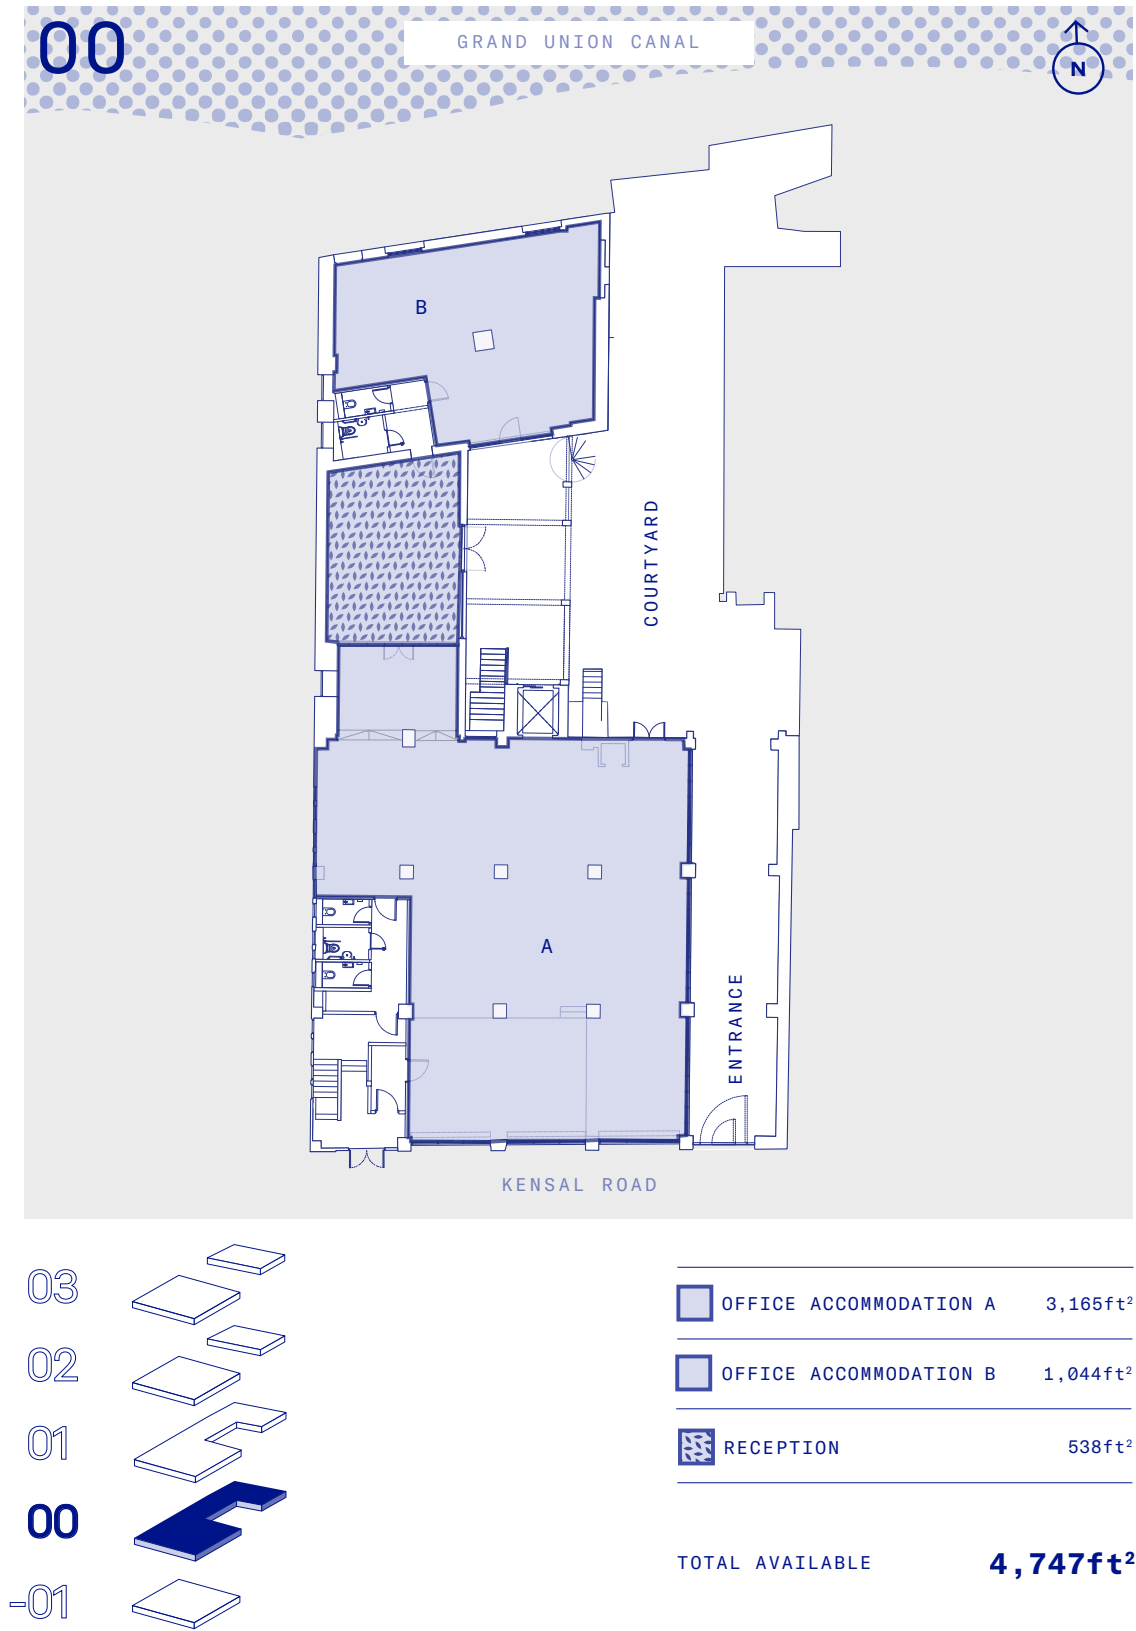 00
GRAND UNION CANAL
N
B
COURTYARD
A
ENTRANCE
KENSAL ROAD
03
02
01
00
-01
OFFICE ACCOMMODATION A 3,165ft²
OFFICE ACCOMMODATION B 1,044ft²
RECEPTION 538ft²
TOTAL AVAILABLE 4,747ft²